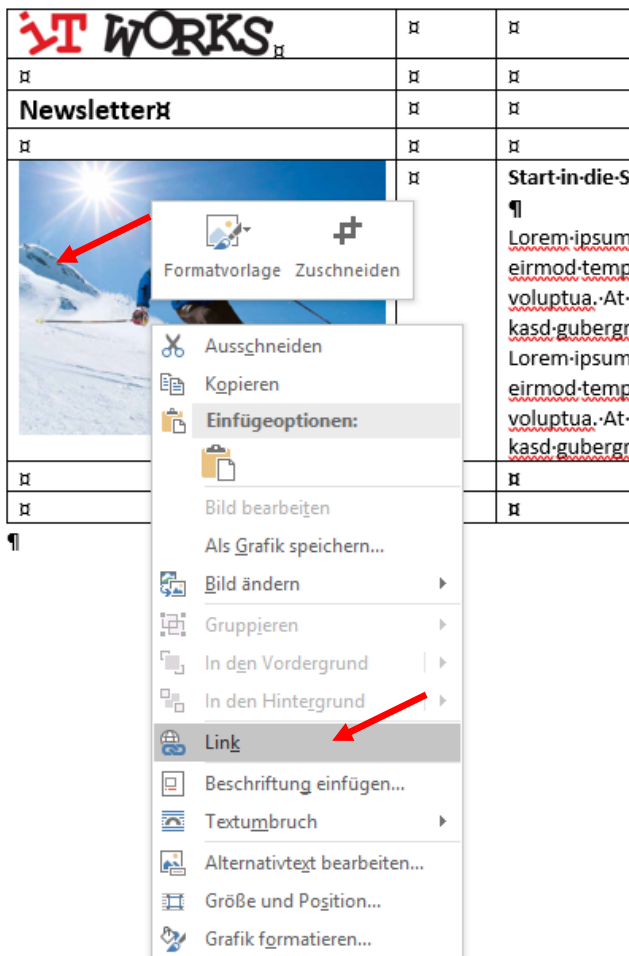 iT WORKS¤ ¤ ¤
¤ ¤ ¤
Newsletter¤ ¤ ¤
¤ ¤ ¤
¤ Start·in·die·S
¶
Formatvorlage Zuschneiden
Lorem·ipsum
eirmod·temp
voluptua.·At·
kasd·gubergr
Lorem·ipsum
eirmod·temp
voluptua.·At·
kasd·gubergr
¤ ¤
¤ ¤
¶
Ausschneiden
Kopieren
Einfügeoptionen:
Bild bearbeiten
Als Grafik speichern...
Bild ändern
Gruppieren
In den Vordergrund
In den Hintergrund
Link
Beschriftung einfügen...
Textumbruch
Alternativtext bearbeiten...
Größe und Position...
Grafik formatieren...